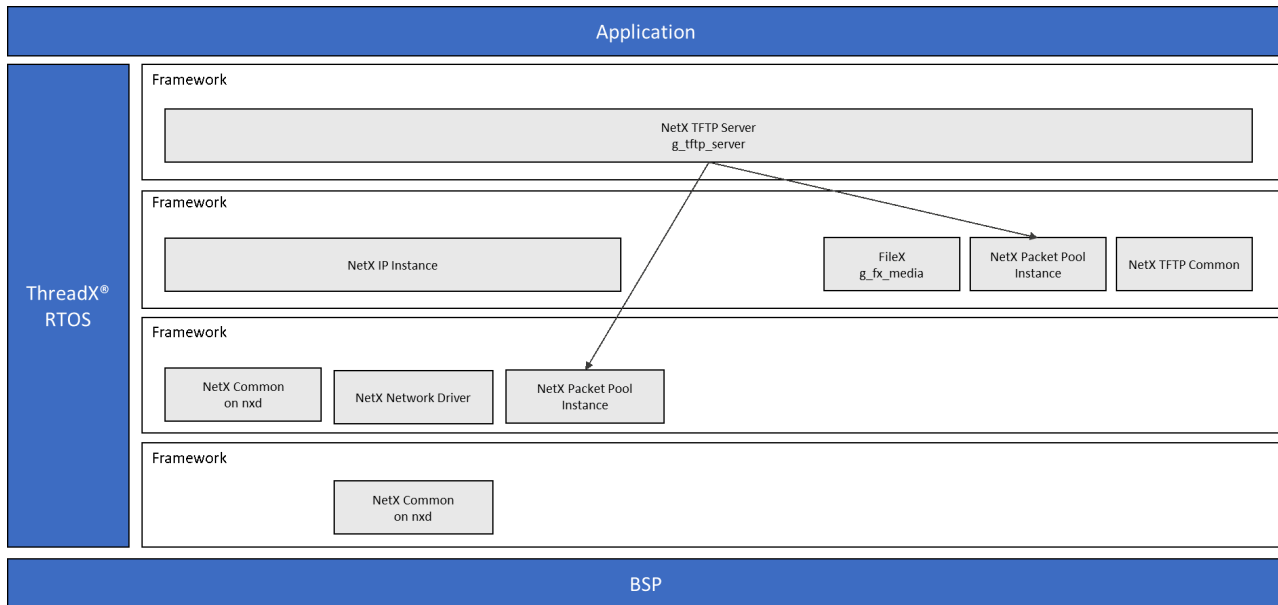 Application
ThreadX®
RTOS
Framework
NetX TFTP Server
g_tftp_server
Framework
NetX IP Instance
FileX
g_fx_media
NetX Packet Pool
Instance
NetX TFTP Common
Framework
NetX Common
on nxd
NetX Network Driver
NetX Packet Pool
Instance
Framework
NetX Common
on nxd
BSP